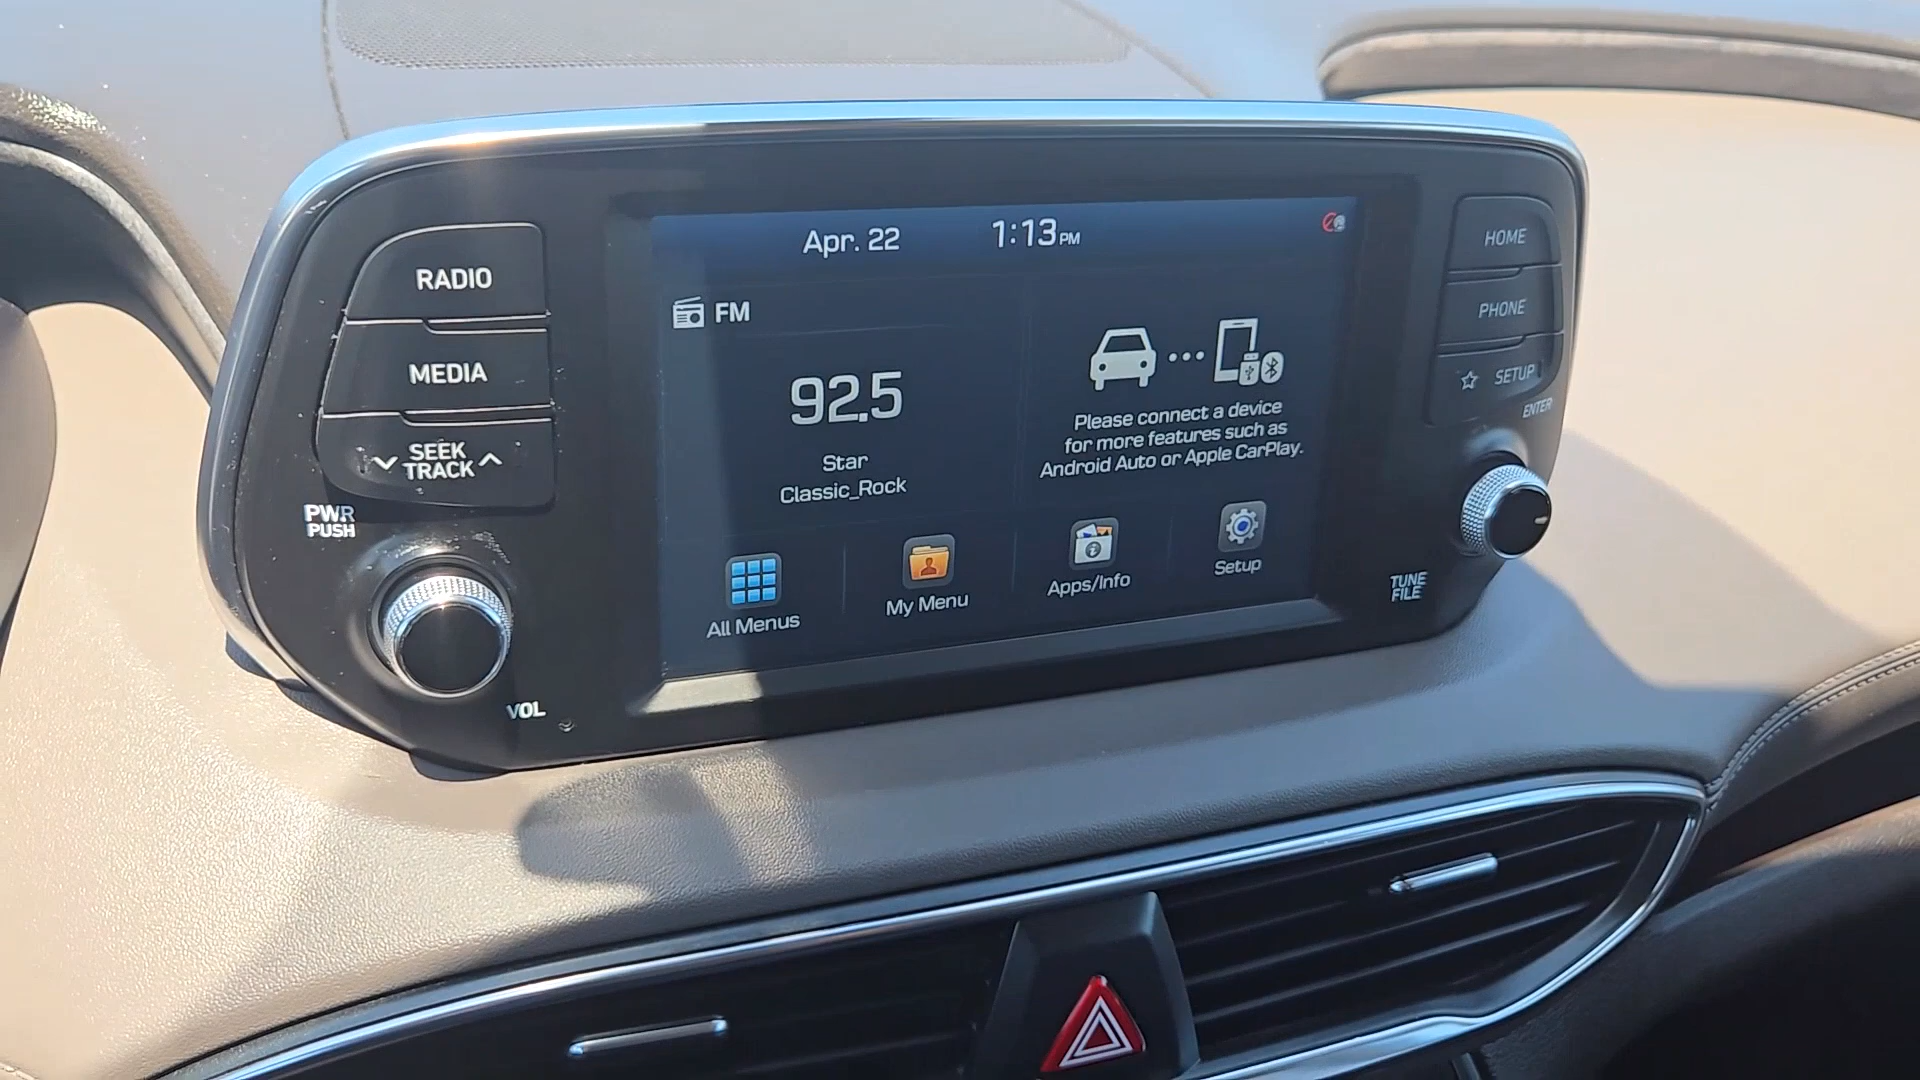 Apr. 22
1:13 PM
RADIO
MEDIA
SEEK
TRACK
PWR
PUSH
VOL
FM
92.5
Star
Classic_Rock
Please connect a device
for more features such as
Android Auto or Apple CarPlay.
All Menus
My Menu
Apps/Info
Setup
HOME
PHONE
SETUP
ENTER
TUNE
FILE